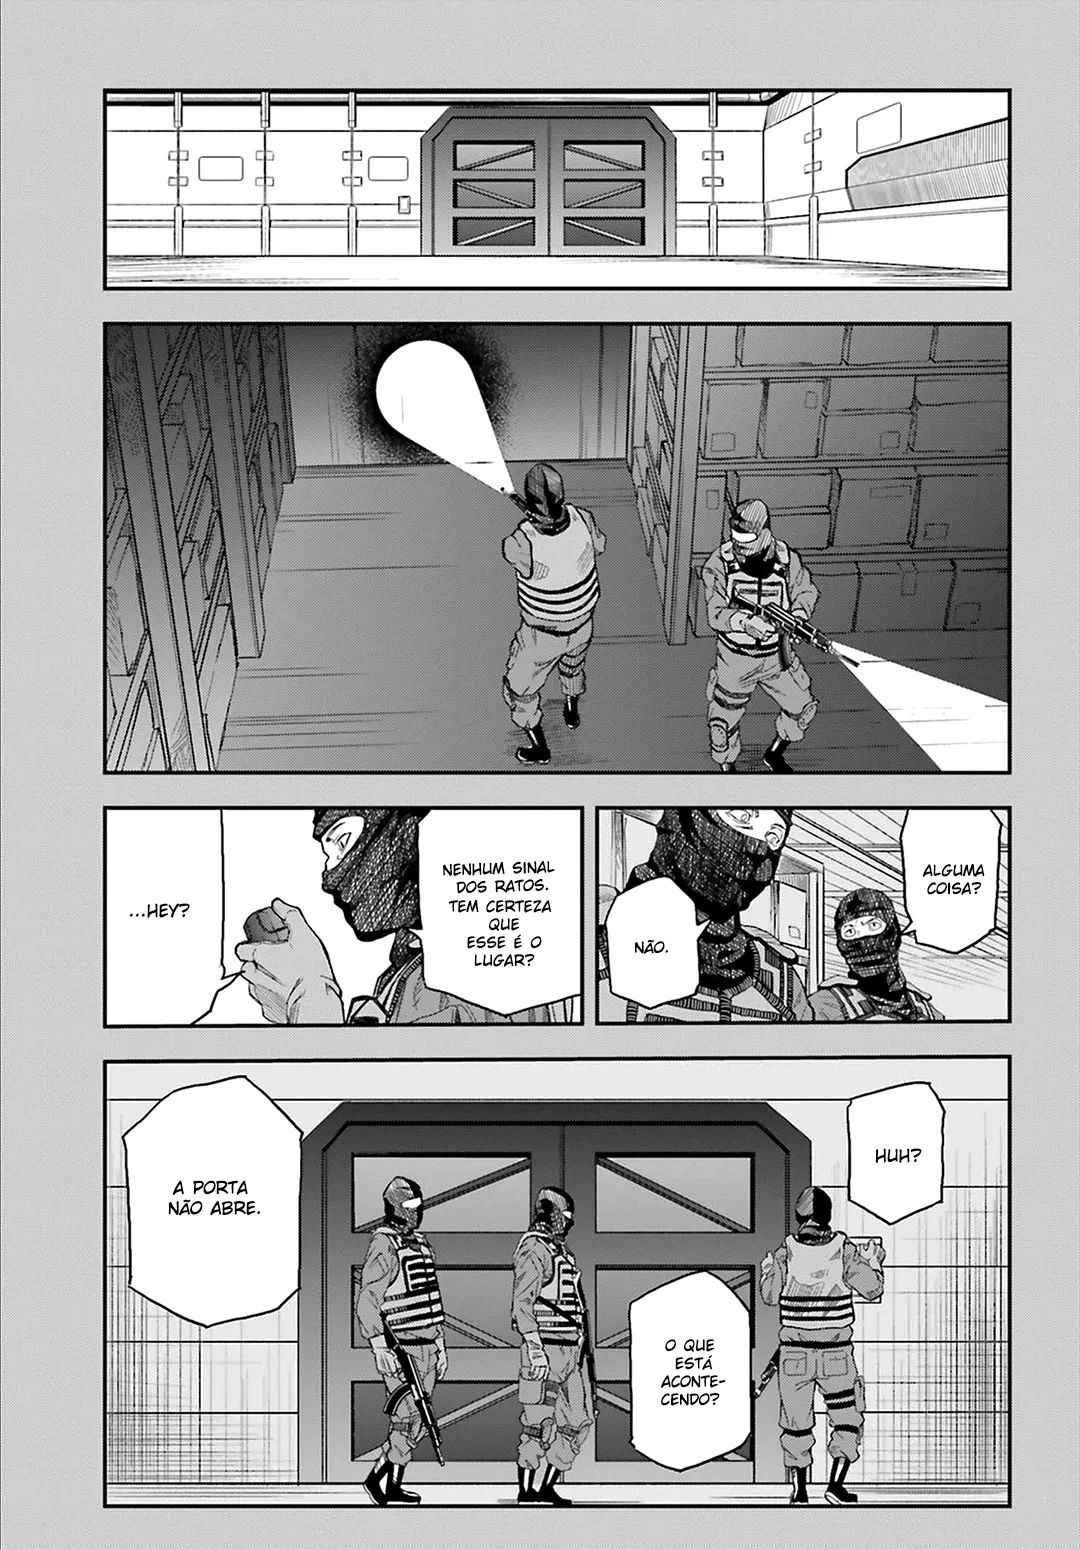 ALGUMA
COISA?
NÃO.
NENHUM SINAL
DOS RATOS.
TEM CERTEZA
QUE
ESSE É O
LUGAR?
...HEY?
HUH?
O QUE
ESTÁ
ACONTE-
CENDO?
A PORTA
NÃO ABRE.